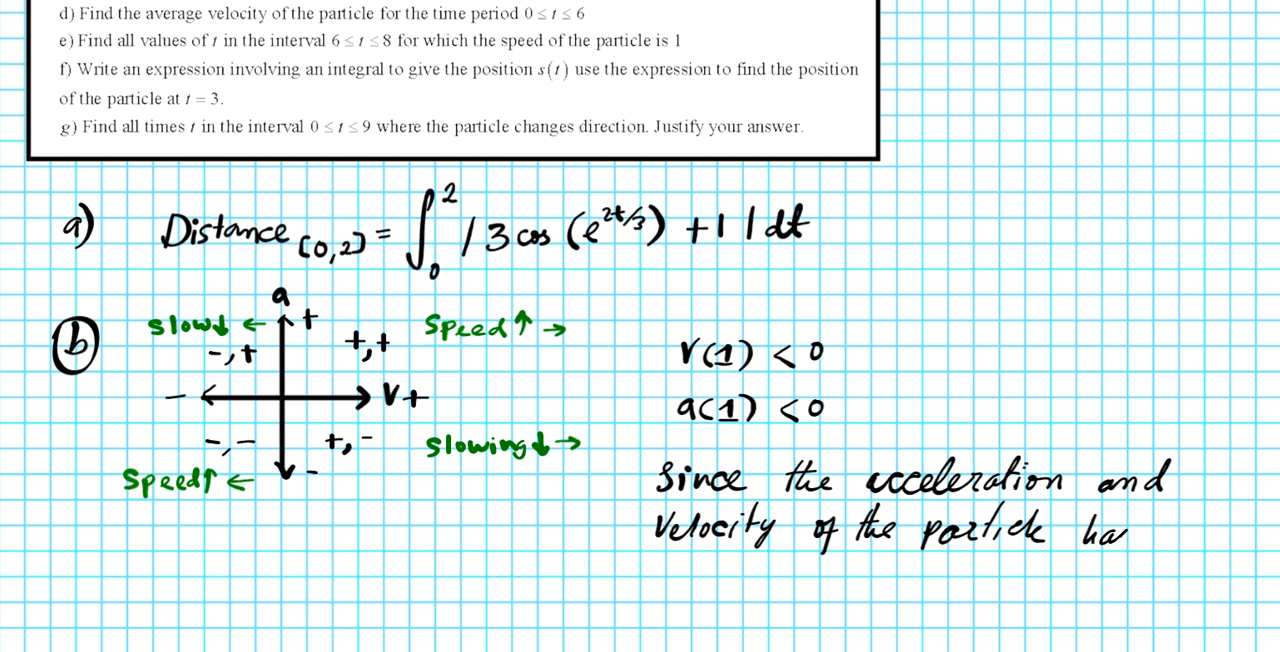 d) Find the average velocity of the particle for the time period 0 ≤ t ≤ 6
e) Find all values of t in the interval 6 ≤ t ≤ 8 for which the speed of the particle is 1
f) Write an expression involving an integral to give the position s(t) use the expression to find the position
of the particle at t = 3.
g) Find all times t in the interval 0 ≤ t ≤ 9 where the particle changes direction. Justify your answer.
a) Distance [0,2] = ∫₀² |3 cos (e^(2t/3)) +1| dt
b)
a
+
slow↓ ←
-,+
+,+
Speed↑ →
-
V+
-,-
+,-
Speed↑ ←
-
Slowing↓ →
V(1) < 0
a(1) < 0
Since the acceleration and
Velocity of the particle ha